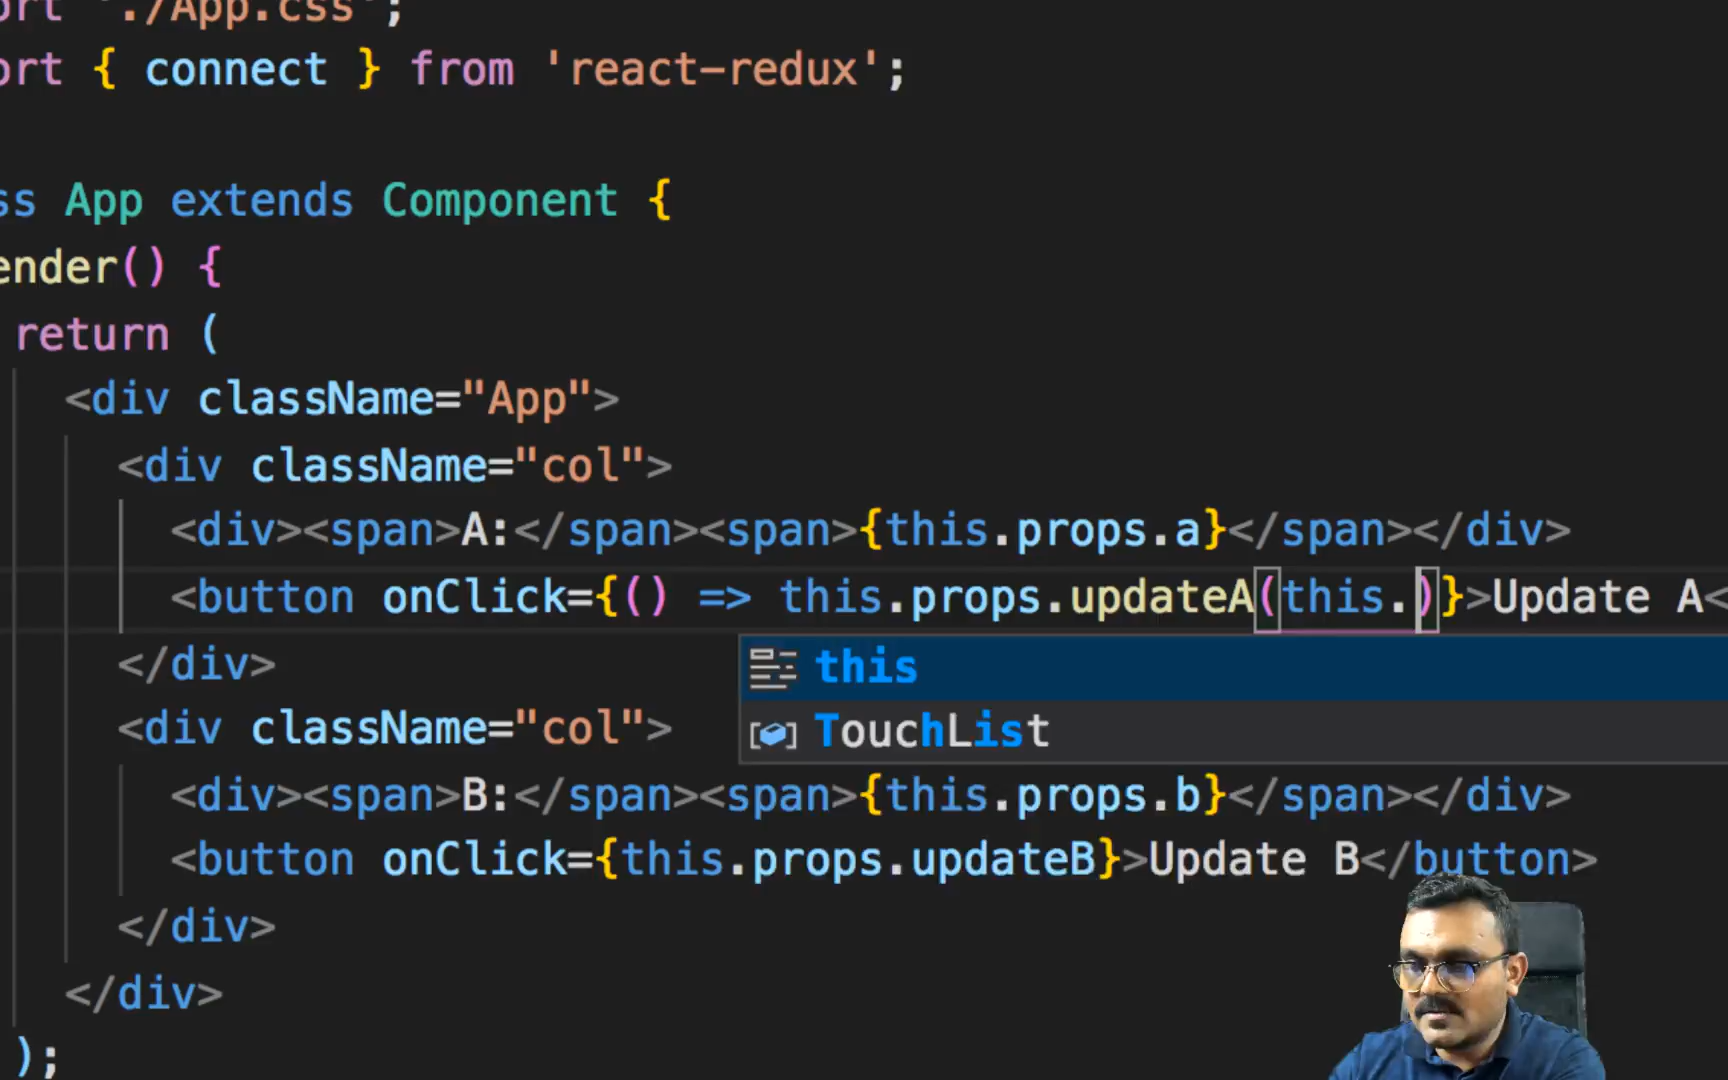 ort './App.css';
ort { connect } from 'react-redux';
ss App extends Component {
ender() {
return (
<div className="App">
<div className="col">
<div><span>A:</span><span>{this.props.a}</span></div>
<button onClick={() => this.props.updateA(this.)}>Update A<
this
TouchList
</div>
<div className="col">
<div><span>B:</span><span>{this.props.b}</span></div>
<button onClick={this.props.updateB}>Update B</button>
</div>
</div>
);